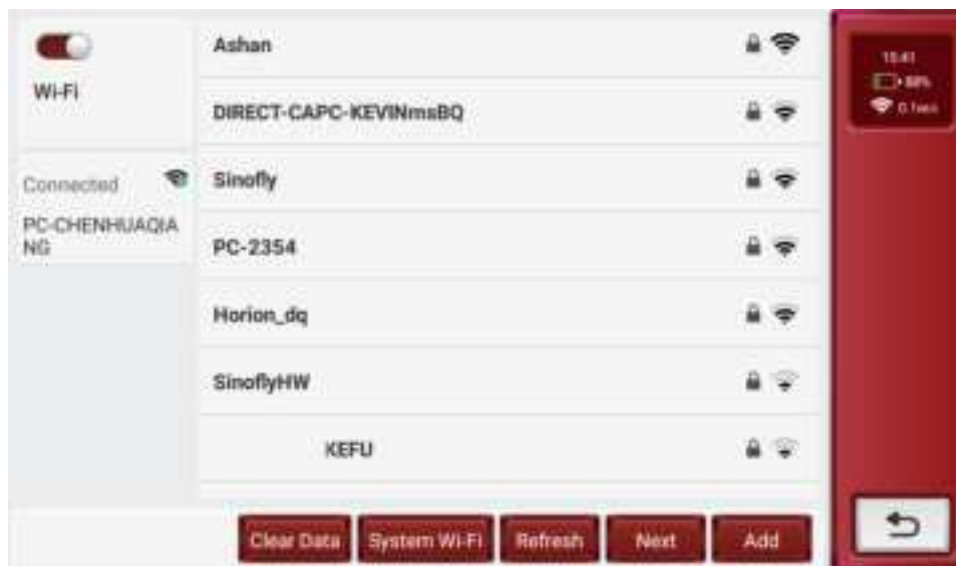 Wi-Fi
Connected
PC-CHENHUAQIA
NG
Ashan
DIRECT-CAPC-KEVINmsBQ
Sinofly
PC-2354
Horion_dq
SinoflyHW
KEFU
Clear Data
System Wi-Fi
Refresh
Next
Add
15:41
88%